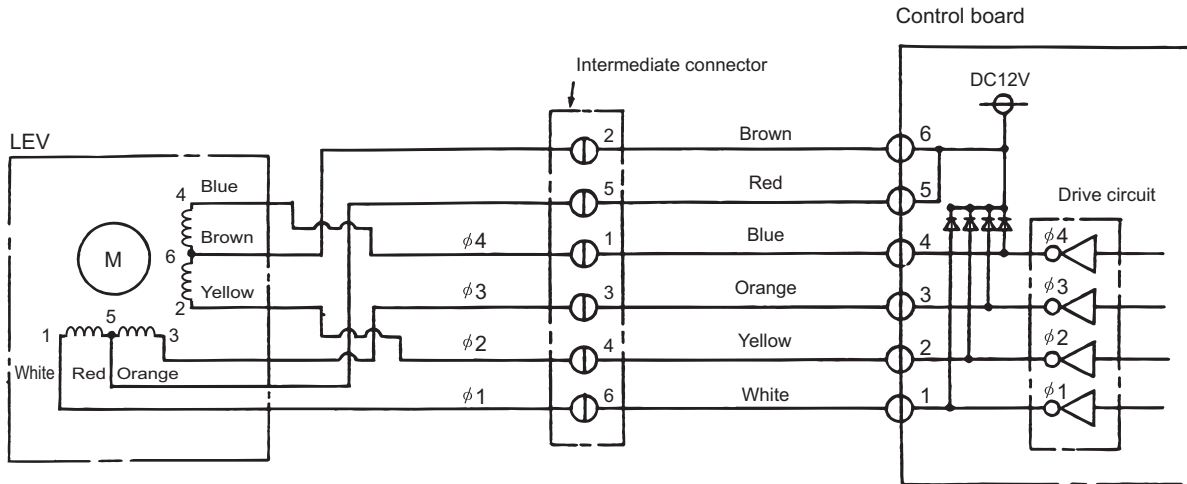 Control board
Intermediate connector
DC12V
LEV
2 Brown 6
4 Blue
5 Red 5
Drive circuit
Brown
6
M
ϕ4 1 Blue 4 ϕ4
Yellow
2
ϕ3 3 Orange 3 ϕ3
1 5 3
ϕ2 4 Yellow 2 ϕ2
White Red Orange
ϕ1 6 White 1 ϕ1